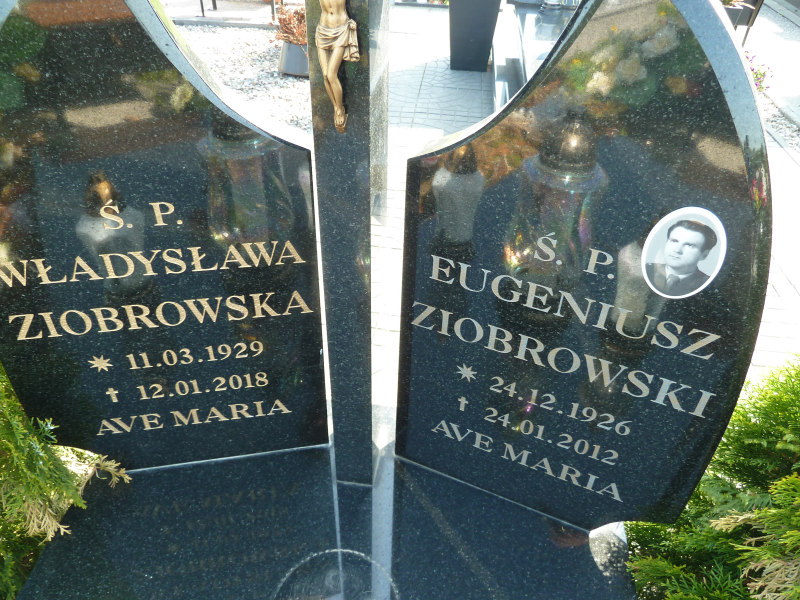 Ś. P.
WŁADYSŁAWA
ZIOBROWSKA
11.03.1929
12.01.2018
AVE MARIA
Ś. P.
EUGENIUSZ
ZIOBROWSKI
24.12.1926
24.01.2012
AVE MARIA